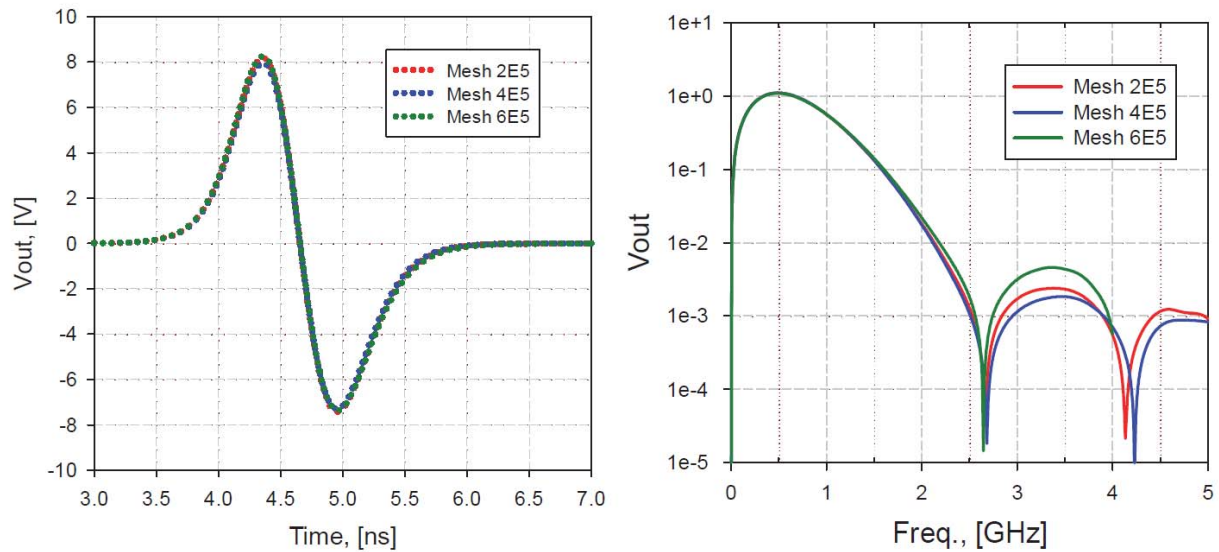 10
8
6
4
2
0
-2
-4
-6
-8
-10
Vout, [V]
Mesh 2E5
Mesh 4E5
Mesh 6E5
3.0 3.5 4.0 4.5 5.0 5.5 6.0 6.5 7.0
Time, [ns]
1e+1
1e+0
1e-1
1e-2
1e-3
1e-4
1e-5
Vout
Mesh 2E5
Mesh 4E5
Mesh 6E5
0 1 2 3 4 5
Freq., [GHz]